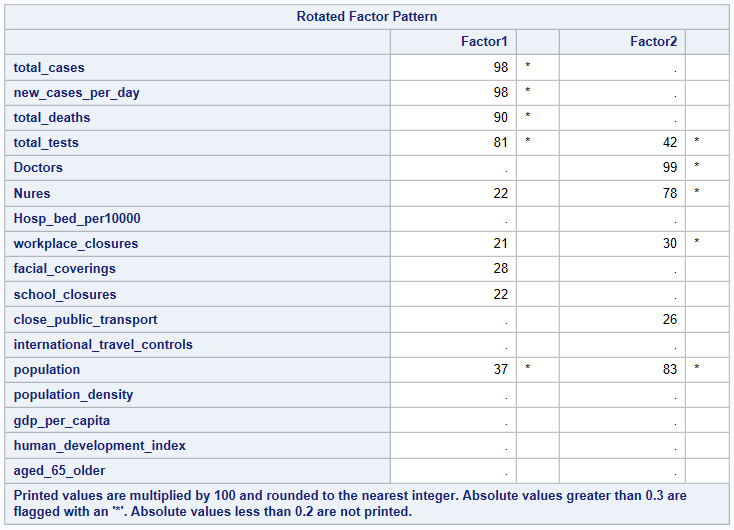 Rotated Factor Pattern
Factor1 Factor2
total_cases 98 * .
new_cases_per_day 98 * .
total_deaths 90 * .
total_tests 81 * 42 *
Doctors . 99 *
Nures 22 78 *
Hosp_bed_per10000 . .
workplace_closures 21 30 *
facial_coverings 28 .
school_closures 22 .
close_public_transport . 26
international_travel_controls . .
population 37 * 83 *
population_density . .
gdp_per_capita . .
human_development_index . .
aged_65_older . .
Printed values are multiplied by 100 and rounded to the nearest integer. Absolute values greater than 0.3 are
flagged with an '*'. Absolute values less than 0.2 are not printed.